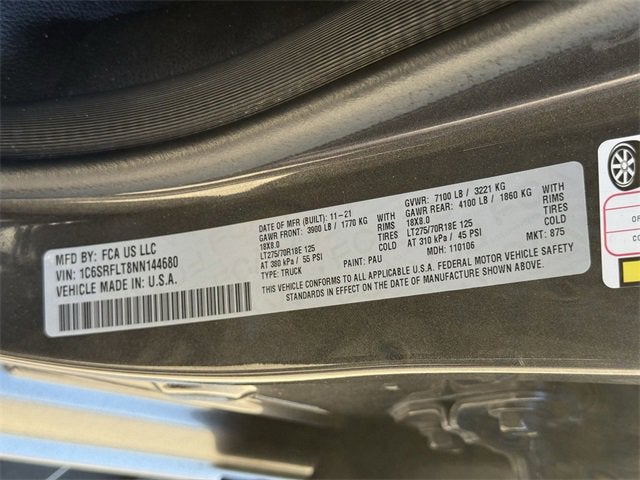 MFD BY: FCA US LLC
VIN: 1C6SRFLT8NN144680
VEHICLE MADE IN: U.S.A.
DATE OF MFR (BUILT): 11-21
GAWR FRONT: 3900 LB / 1770 KG WITH
18X8.0 RIMS
LT275/70R18E 125 TIRES
AT 380 kPa / 55 PSI COLD
TYPE: TRUCK PAINT: PAU
GVWR: 7100 LB / 3221 KG
GAWR REAR: 4100 LB / 1860 KG WITH
18X8.0 RIMS
LT275/70R18E 125 TIRES
AT 310 kPa / 45 PSI COLD
MDH: 110106 MKT: 875
THIS VEHICLE CONFORMS TO ALL APPLICABLE U.S.A. FEDERAL MOTOR VEHICLE SAFETY
STANDARDS IN EFFECT ON THE DATE OF MANUFACTURE SHOWN ABOVE.